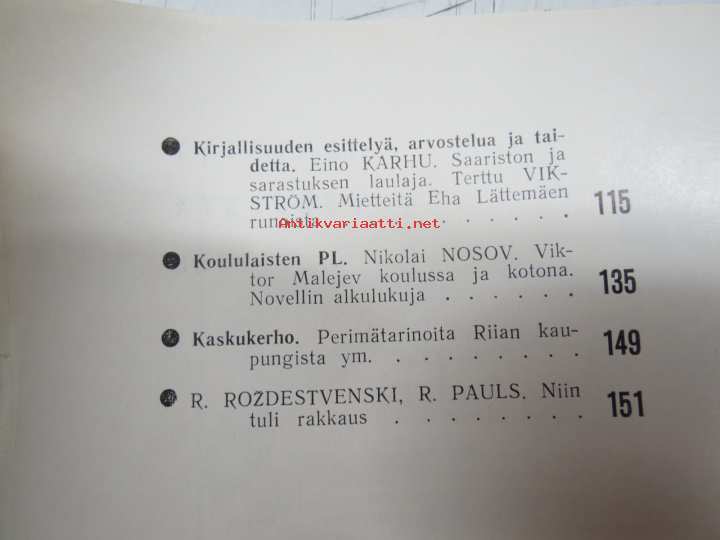 ● Kirjallisuuden esittelyä, arvostelua ja tai-
detta. Eino KARHU. Saariston ja
sarastuksen laulaja. Terttu VIK-
STRÖM. Mietteitä Eha Lättemäen
runoista . . . . . . . 115
Antikvariaatti.net
● Koululaisten PL. Nikolai NOSOV. Vik-
tor Malejev koulussa ja kotona.
Novellin alkulukuja . . . . . . 135
● Kaskukerho. Perimätarinoita Riian kau-
pungista ym. . . . . . . . . 149
● R. ROZDESTVENSKI, R. PAULS. Niin
tuli rakkaus . . . . . . . . 151